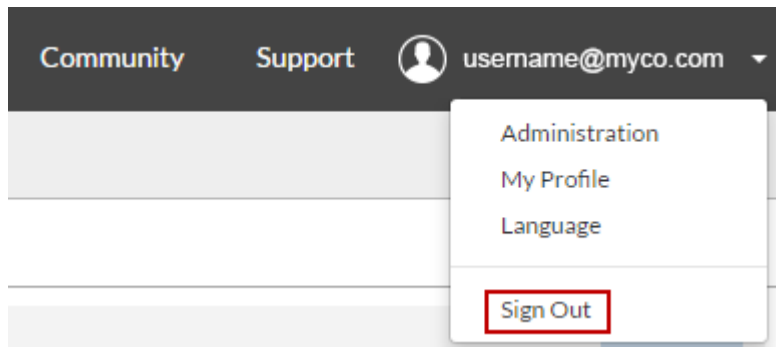 Community Support username@myco.com
Administration
My Profile
Language
Sign Out